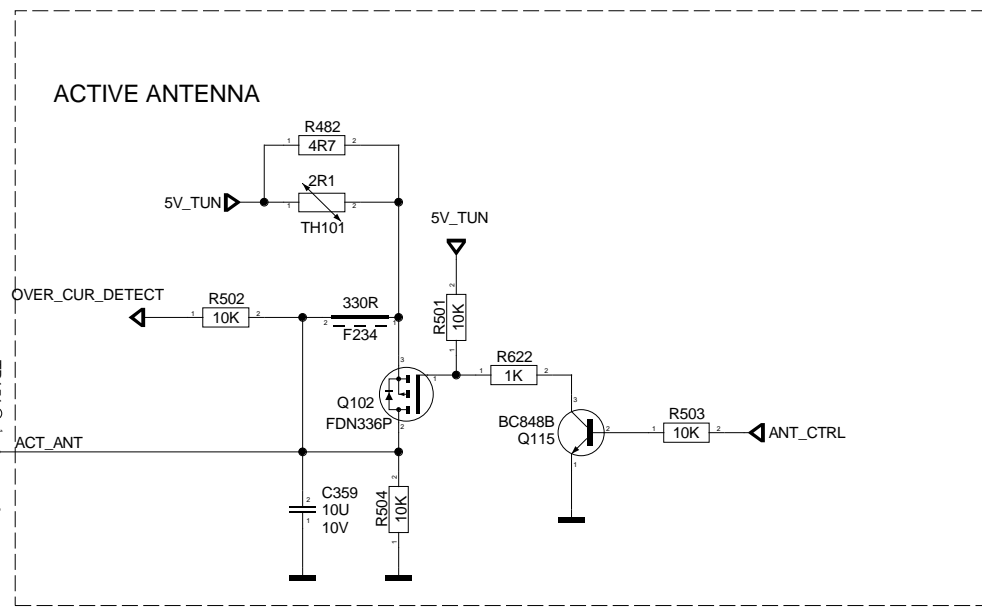 ACTIVE ANTENNA
R482
1 2
4R7
2R1
5V_TUN
1 2
TH101
5V_TUN
OVER_CUR_DETECT
R502
330R
2
1 2
10K
2 1
R501
10K
F234
1
3
R622
1
1 2
1K
Q102
FDN336P
2
3
BC848B
Q115
2
R503
1 2
10K
ANT_CTRL
ACT_ANT
1
2
C359
10U
10V
1
2
R504
10K
1